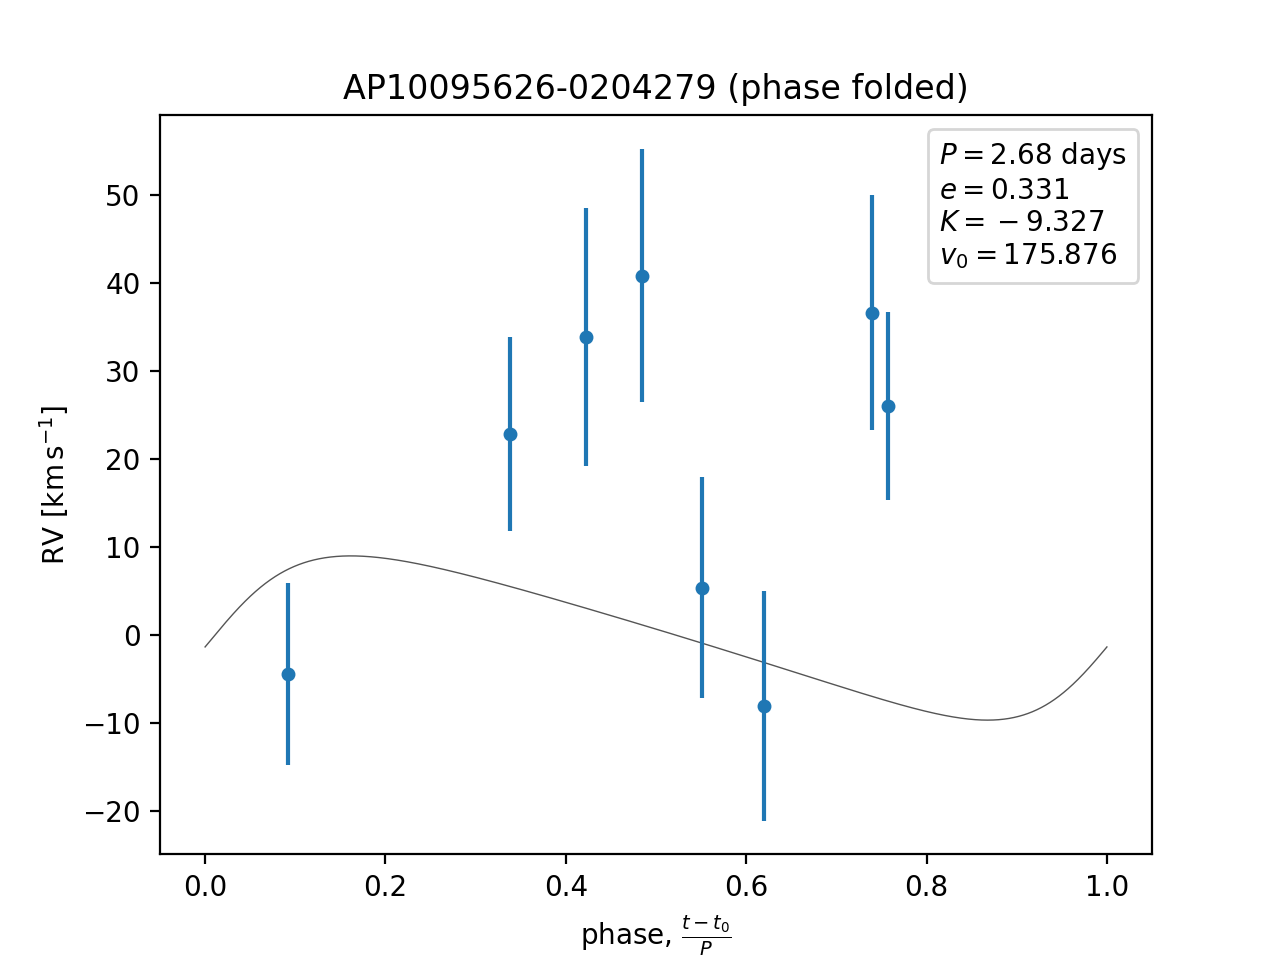 AP10095626-0204279 (phase folded)
P = 2.68 days
e = 0.331
K = −9.327
v₀ = 175.876
50
40
30
20
10
0
−10
−20
RV [km s⁻¹]
0.0 0.2 0.4 0.6 0.8 1.0
phase, (t − t₀)/P